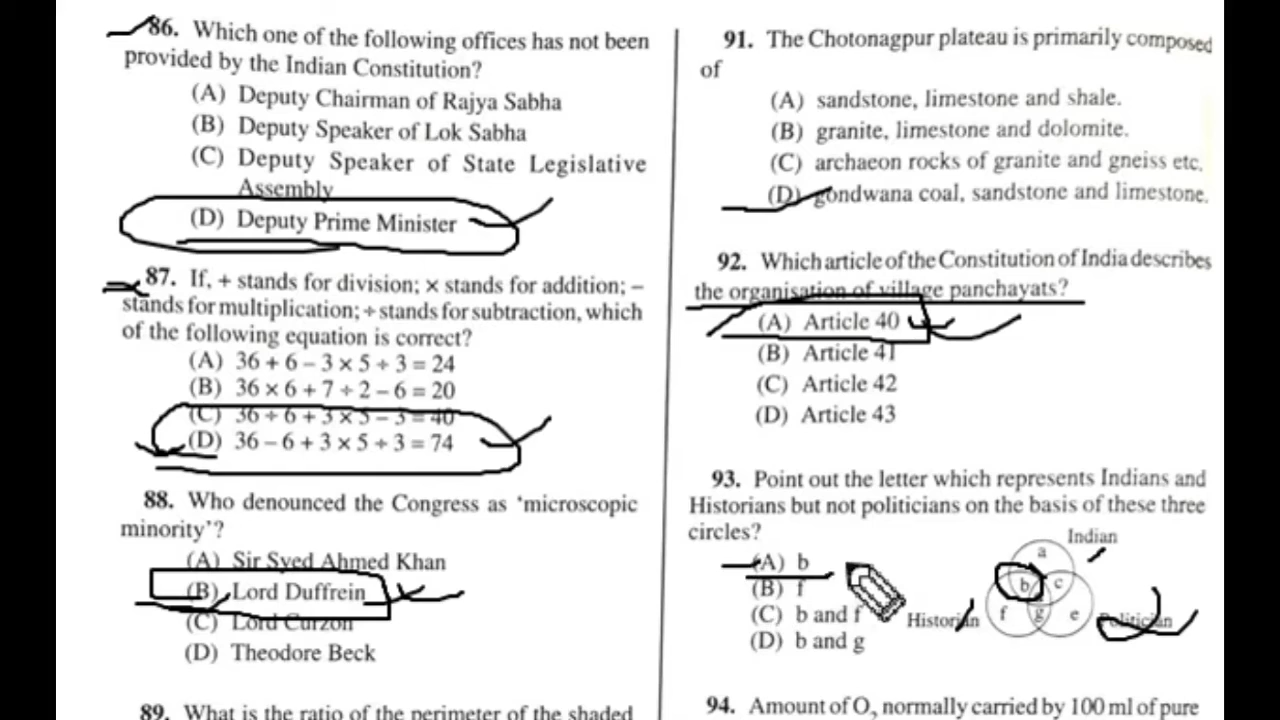 86. Which one of the following offices has not been
provided by the Indian Constitution?
(A) Deputy Chairman of Rajya Sabha
(B) Deputy Speaker of Lok Sabha
(C) Deputy Speaker of State Legislative
Assembly
(D) Deputy Prime Minister
87. If, + stands for division; × stands for addition; −
stands for multiplication; ÷ stands for subtraction, which
of the following equation is correct?
(A) 36 + 6 − 3 × 5 ÷ 3 = 24
(B) 36 × 6 + 7 ÷ 2 − 6 = 20
(C) 36 ÷ 6 + 3 × 5 − 3 = 40
(D) 36 − 6 + 3 × 5 ÷ 3 = 74
88. Who denounced the Congress as ‘microscopic
minority’?
(A) Sir Syed Ahmed Khan
(B) Lord Duffrein
(C) Lord Curzon
(D) Theodore Beck
89. What is the ratio of the perimeter of the shaded
91. The Chotonagpur plateau is primarily composed
of
(A) sandstone, limestone and shale.
(B) granite, limestone and dolomite.
(C) archaeon rocks of granite and gneiss etc.
(D) gondwana coal, sandstone and limestone.
92. Which article of the Constitution of India describes
the organisation of village panchayats?
(A) Article 40
(B) Article 41
(C) Article 42
(D) Article 43
93. Point out the letter which represents Indians and
Historians but not politicians on the basis of these three
circles?
(A) b
(B) f
(C) b and f
(D) b and g
Indian
a
b c
f g e
Historian
Politician
94. Amount of O₂ normally carried by 100 ml of pure